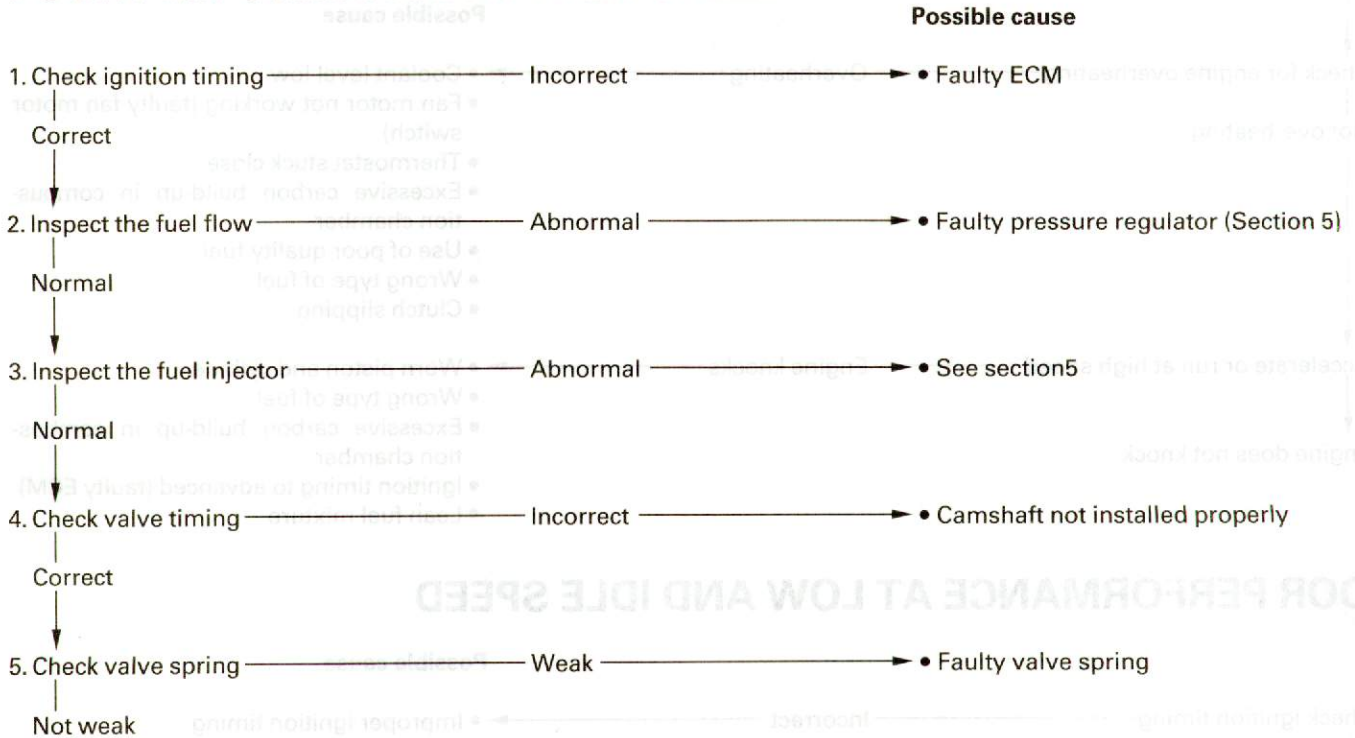 Possible cause
1. Check ignition timing Incorrect • Faulty ECM
Correct
2. Inspect the fuel flow Abnormal • Faulty pressure regulator (Section 5)
Normal
3. Inspect the fuel injector Abnormal • See section5
Normal
4. Check valve timing Incorrect • Camshaft not installed properly
Correct
5. Check valve spring Weak • Faulty valve spring
Not weak